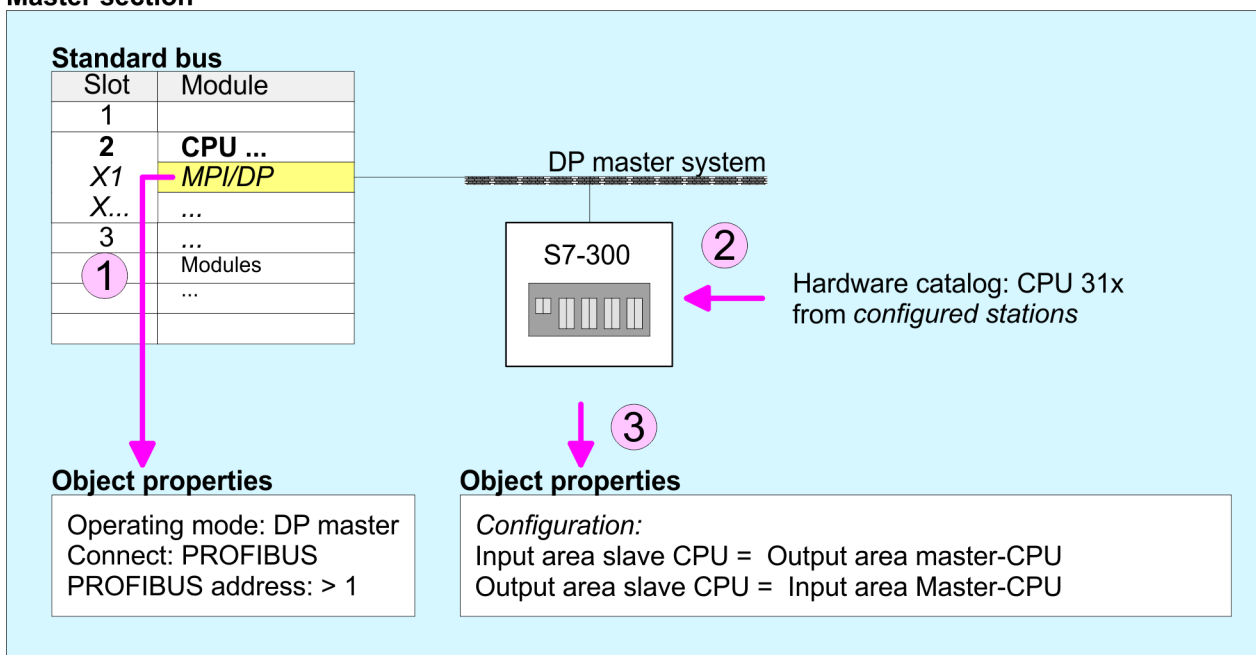 Master section
Standard bus
Slot Module
1
2 CPU ...
X1 MPI/DP
X... ...
3 ...
Modules
...
1
DP master system
S7-300
2
Hardware catalog: CPU 31x
from configured stations
3
Object properties
Operating mode: DP master
Connect: PROFIBUS
PROFIBUS address: > 1
Object properties
Configuration:
Input area slave CPU = Output area master-CPU
Output area slave CPU = Input area Master-CPU